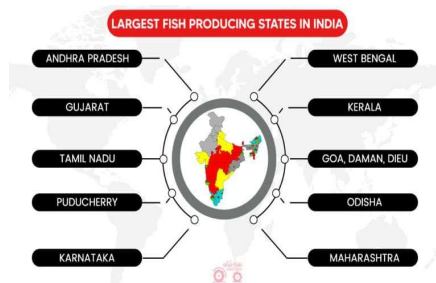 LARGEST FISH PRODUCING STATES IN INDIA
ANDHRA PRADESH
GUJARAT
TAMIL NADU
PUDUCHERRY
KARNATAKA
WEST BENGAL
KERALA
GOA, DAMAN, DIEU
ODISHA
MAHARASHTRA